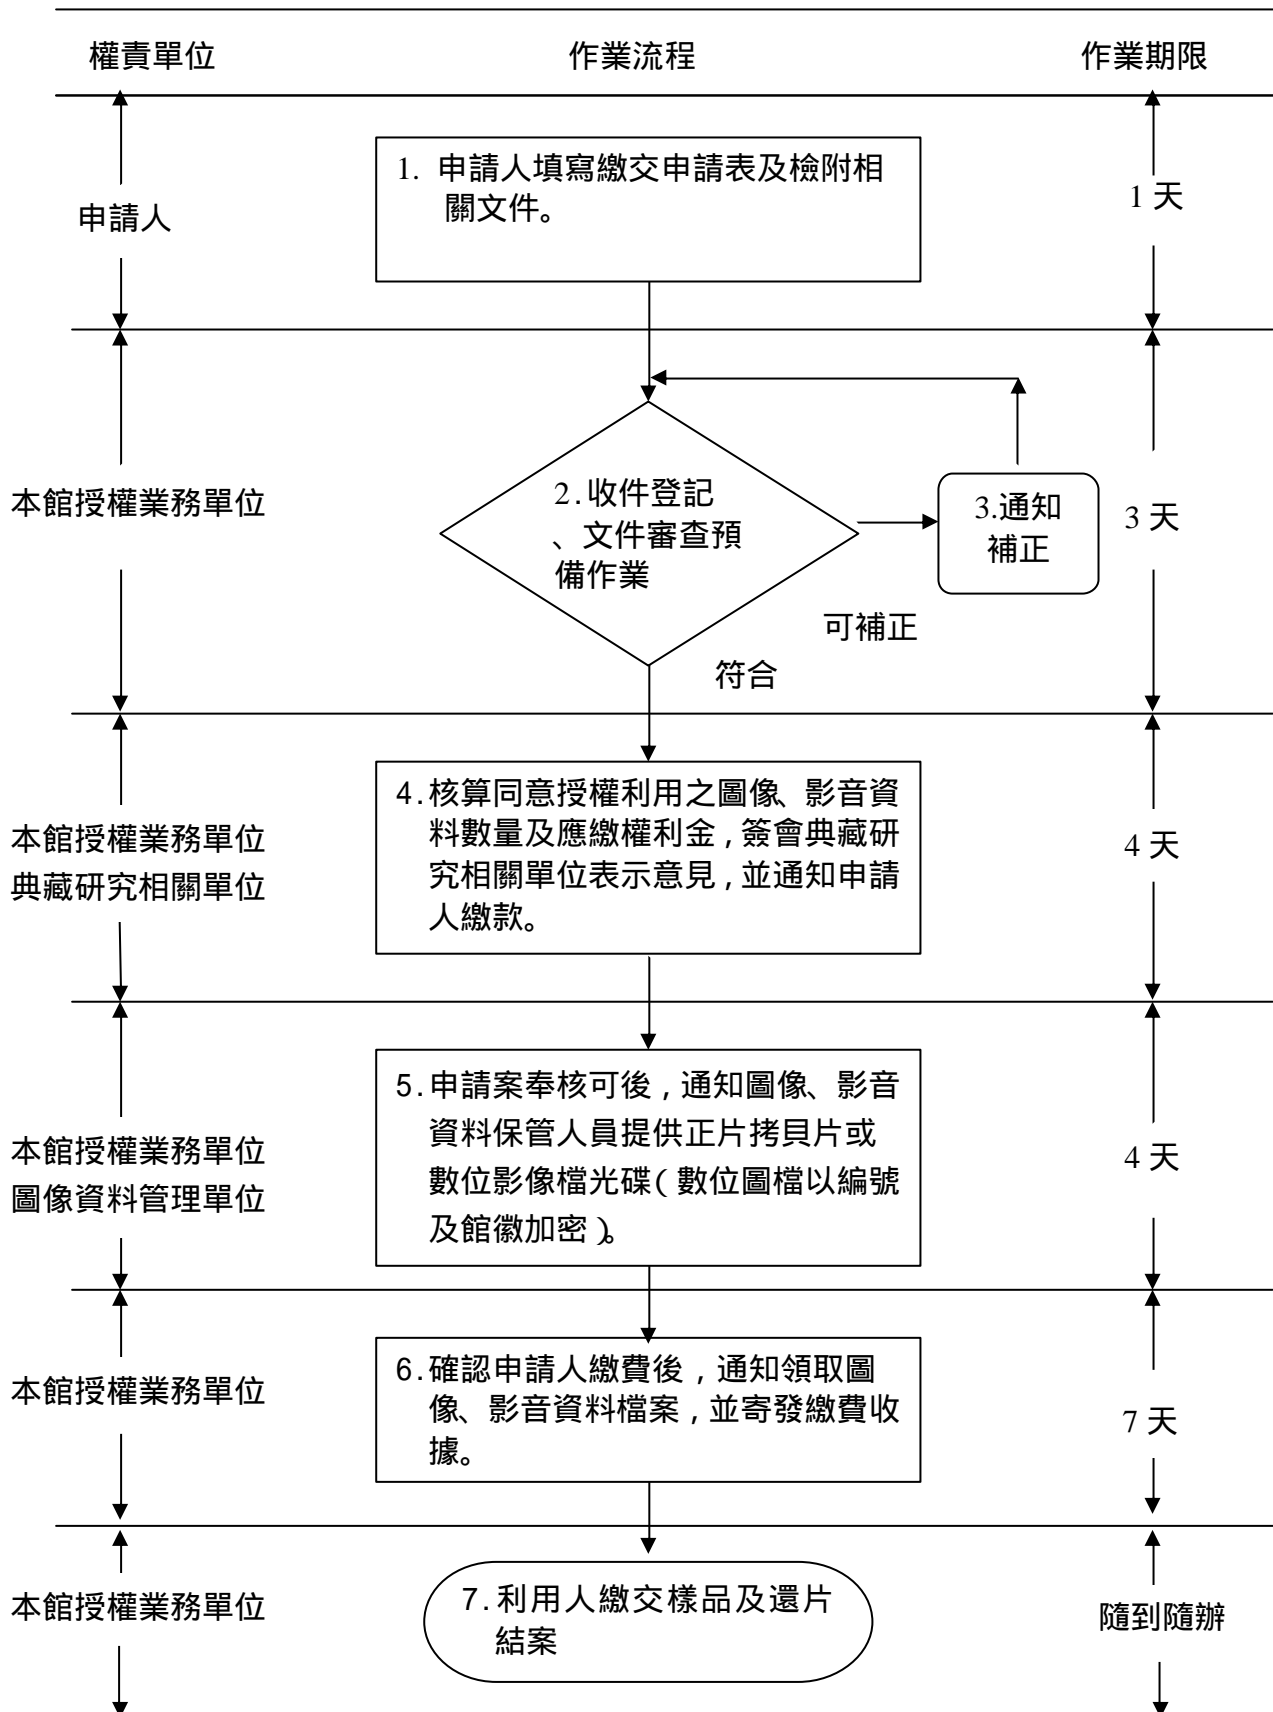 權責單位 作業流程 作業期限
1. 申請人填寫繳交申請表及檢附相
關文件。
申請人
1 天
2.收件登記
、文件審查預
備作業
3.通知
補正
本館授權業務單位
3 天
可補正
符合
4.核算同意授權利用之圖像、影音資
料數量及應繳權利金，簽會典藏研
究相關單位表示意見，並通知申請
人繳款。
本館授權業務單位
典藏研究相關單位
4 天
5.申請案奉核可後，通知圖像、影音
資料保管人員提供正片拷貝片或
數位影像檔光碟（數位圖檔以編號
及館徽加密）。
本館授權業務單位
圖像資料管理單位
4 天
6.確認申請人繳費後，通知領取圖
像、影音資料檔案，並寄發繳費收
據。
本館授權業務單位
7 天
7.利用人繳交樣品及還片
結案
本館授權業務單位
隨到隨辦